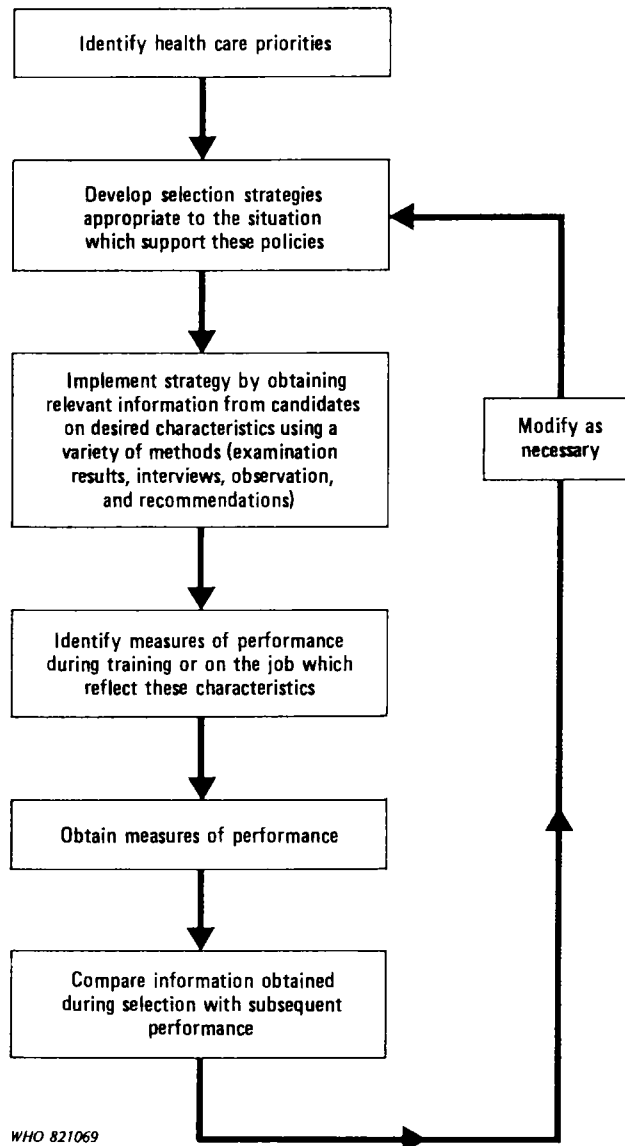 Identify health care priorities
Develop selection strategies
appropriate to the situation
which support these policies
Implement strategy by obtaining
relevant information from candidates
on desired characteristics using a
variety of methods (examination
results, interviews, observation,
and recommendations)
Modify as
necessary
Identify measures of performance
during training or on the job which
reflect these characteristics
Obtain measures of performance
Compare information obtained
during selection with subsequent
performance
WHO 821069